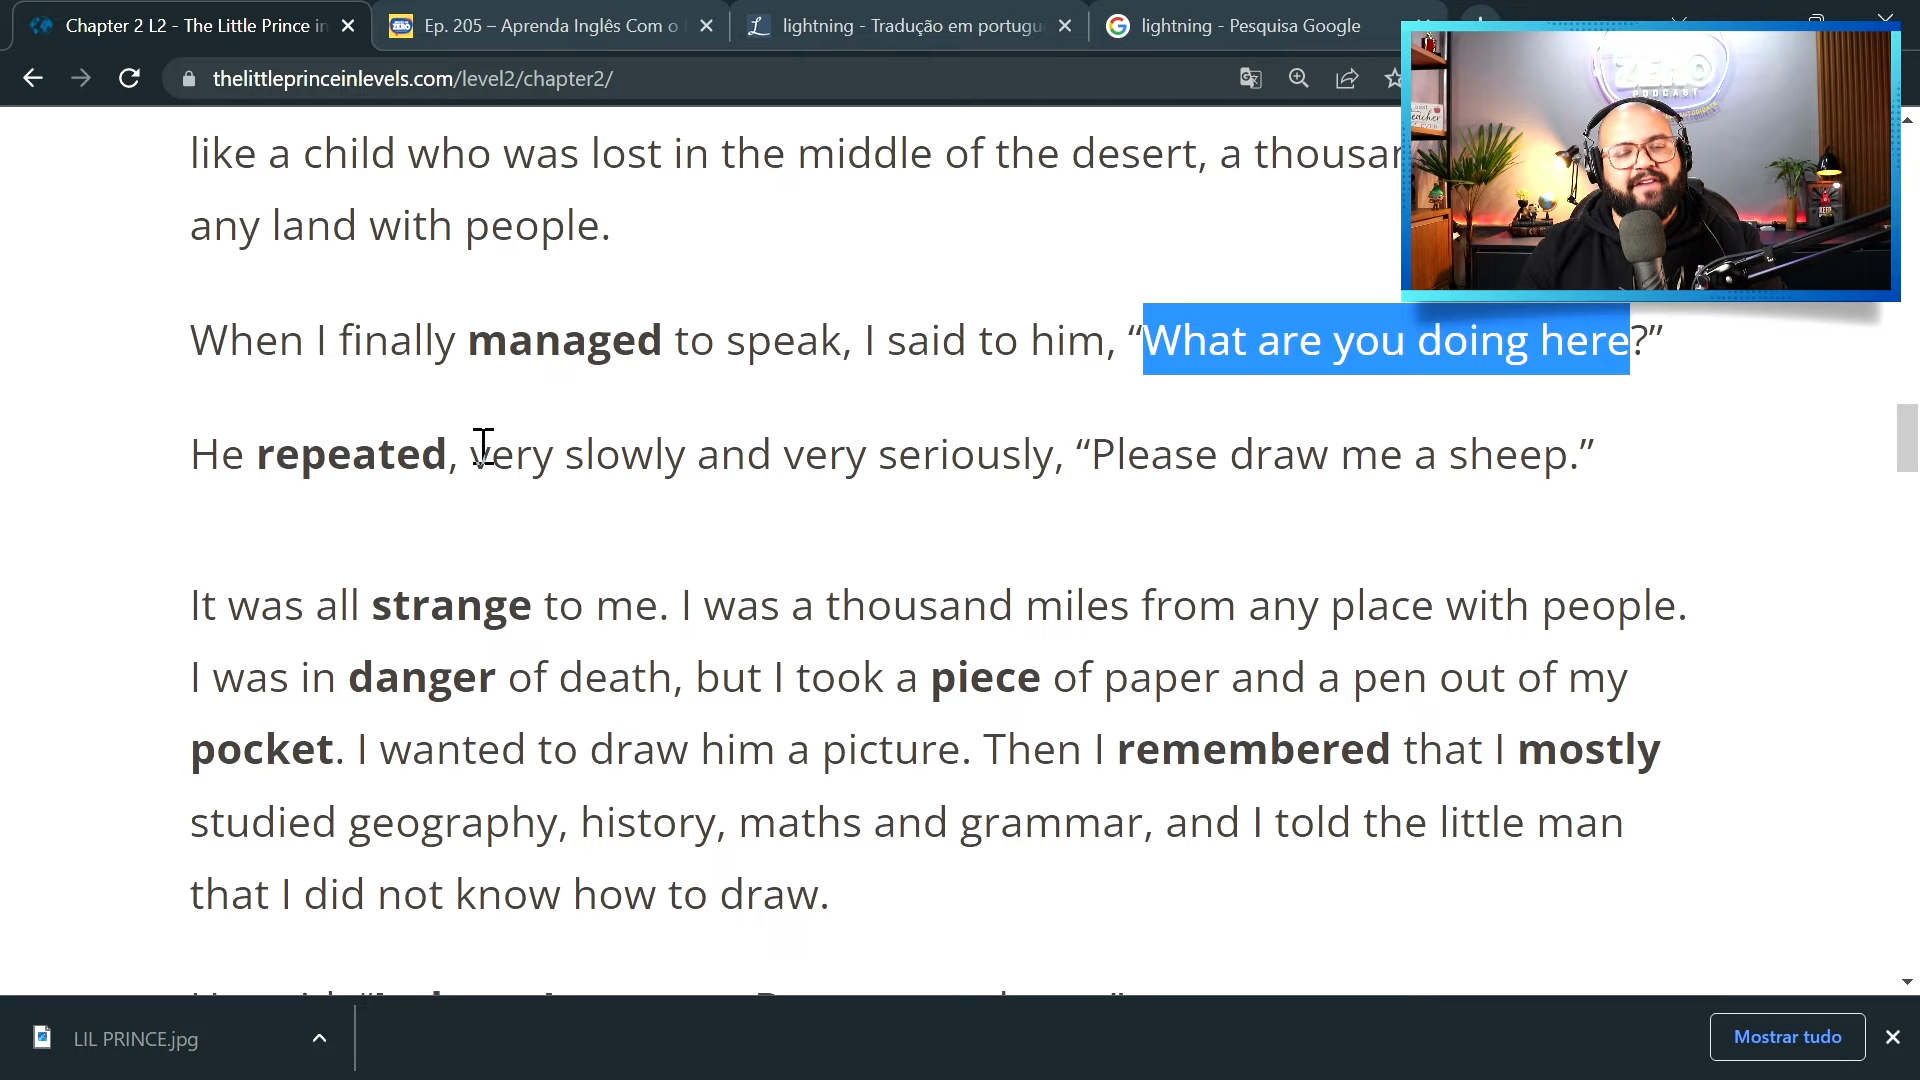 Chapter 2 L2 - The Little Prince in
Ep. 205 – Aprenda Inglês Com o
lightning - Tradução em portugu
lightning - Pesquisa Google
thelittleprinceinlevels.com/level2/chapter2/
ZERO
PODCAST
like a child who was lost in the middle of the desert, a thousan
any land with people.
When I finally managed to speak, I said to him, “What are you doing here?”
He repeated, very slowly and very seriously, “Please draw me a sheep.”
It was all strange to me. I was a thousand miles from any place with people.
I was in danger of death, but I took a piece of paper and a pen out of my
pocket. I wanted to draw him a picture. Then I remembered that I mostly
studied geography, history, maths and grammar, and I told the little man
that I did not know how to draw.
LIL PRINCE.jpg
Mostrar tudo